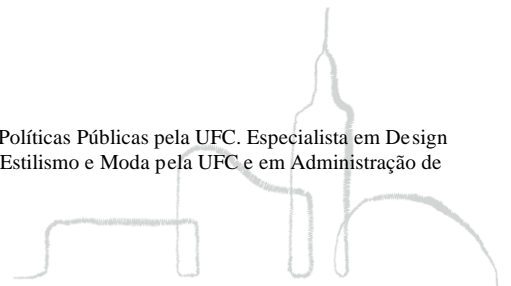 Políticas Públicas pela UFC. Especialista em Design
Estilismo e Moda pela UFC e em Administração de